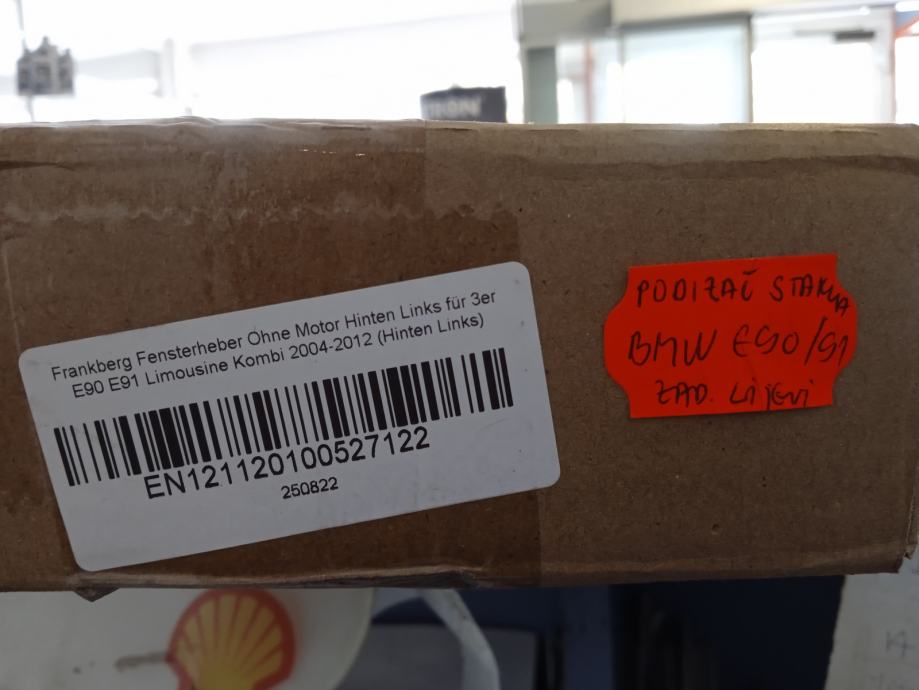 Frankberg Fensterheber Ohne Motor Hinten Links für 3er
E90 E91 Limousine Kombi 2004-2012 (Hinten Links)
EN121120100527122
250822
PODIZAČ STAKLA
BMW E90/91
ZAD. LIJEVI